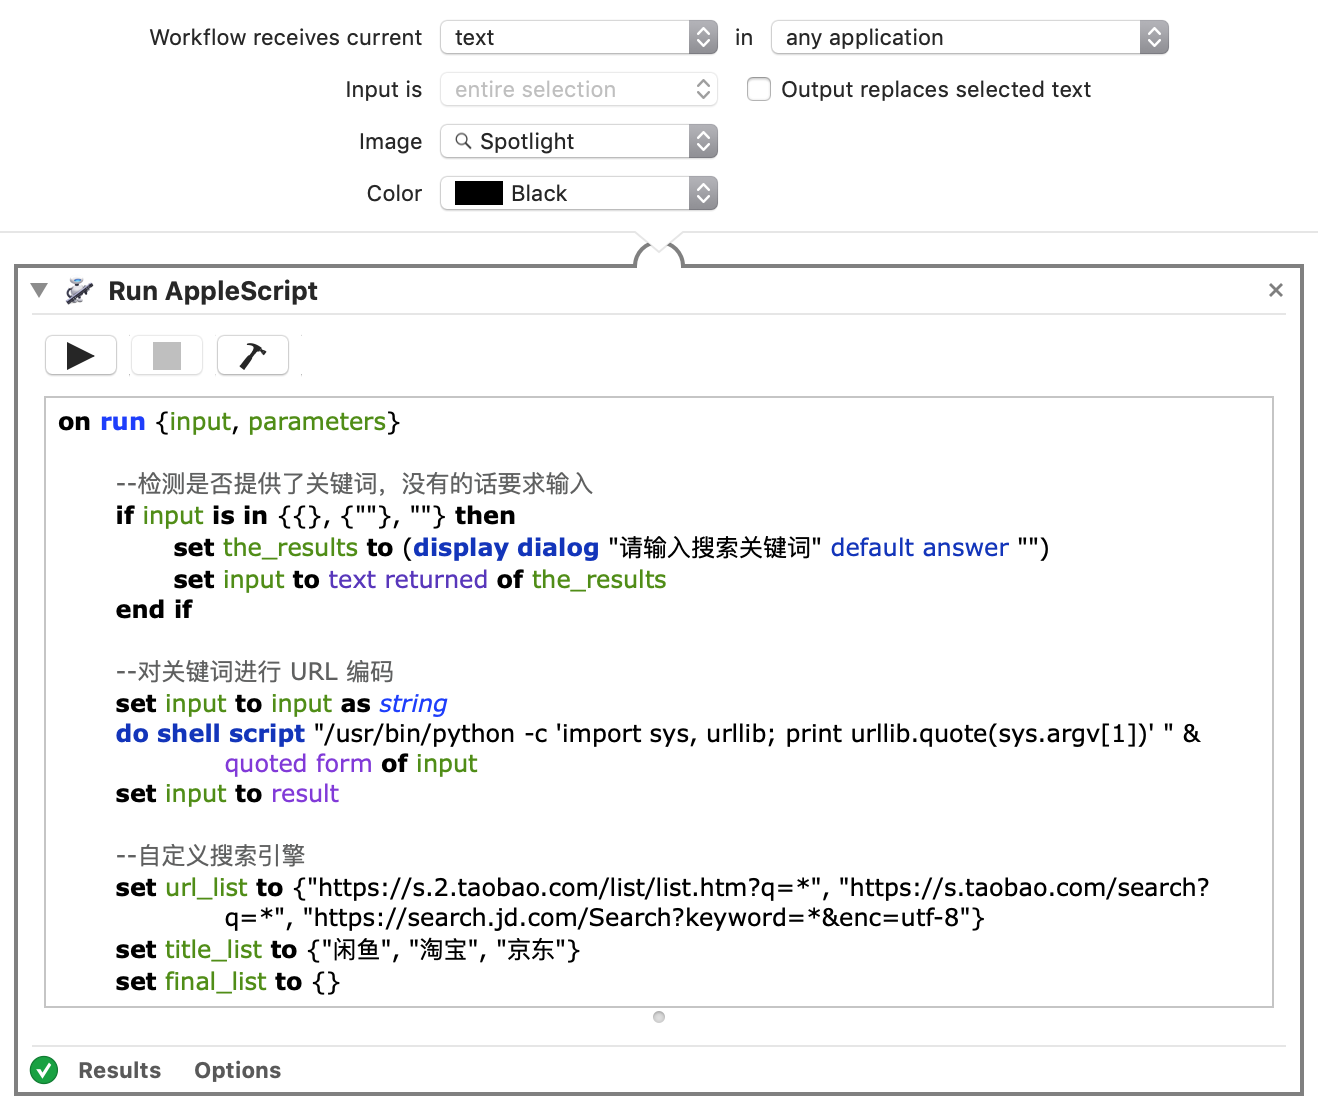 Workflow receives current text in any application
Input is entire selection Output replaces selected text
Image Spotlight
Color Black
Run AppleScript
on run {input, parameters}
--检测是否提供了关键词，没有的话要求输入
if input is in {{}, {""}, ""} then
set the_results to (display dialog "请输入搜索关键词" default answer "")
set input to text returned of the_results
end if
--对关键词进行 URL 编码
set input to input as string
do shell script "/usr/bin/python -c 'import sys, urllib; print urllib.quote(sys.argv[1])' " &
quoted form of input
set input to result
--自定义搜索引擎
set url_list to {"https://s.2.taobao.com/list/list.htm?q=*", "https://s.taobao.com/search?
q=*", "https://search.jd.com/Search?keyword=*&enc=utf-8"}
set title_list to {"闲鱼", "淘宝", "京东"}
set final_list to {}
Results Options